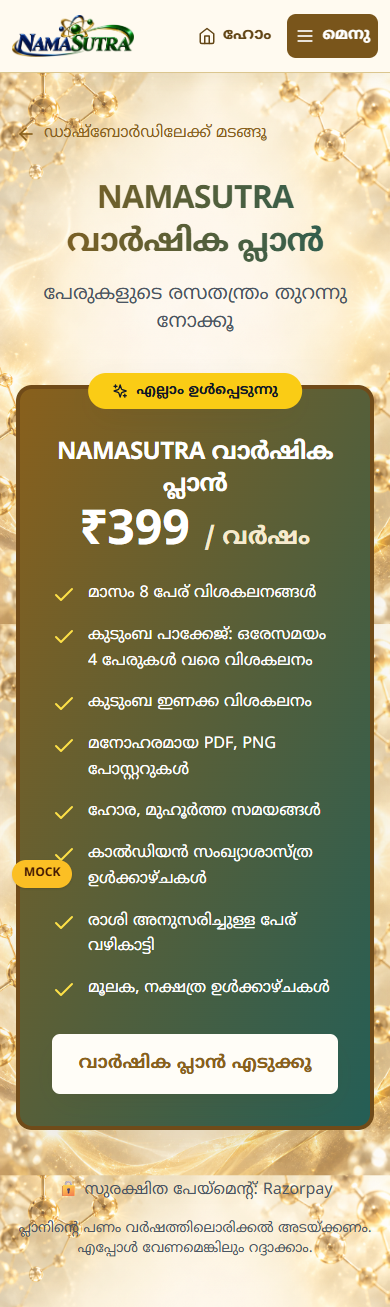 NAMASUTRA
ഹോം
മെനു
← ഡാഷ്ബോർഡിലേക്ക് മടങ്ങൂ
NAMASUTRA
വാർഷിക പ്ലാൻ
പേരുകളുടെ രസതന്ത്രം തുറന്നു
നോക്കൂ
എല്ലാം ഉൾപ്പെടുന്നു
NAMASUTRA വാർഷിക
പ്ലാൻ
₹399 / വർഷം
മാസം 8 പേര് വിശകലനങ്ങൾ
കുടുംബ പാക്കേജ്: ഒരേസമയം
4 പേരുകൾ വരെ വിശകലനം
കുടുംബ ഇണക്ക വിശകലനം
മനോഹരമായ PDF, PNG
പോസ്റ്ററുകൾ
ഹോര, മുഹൂർത്ത സമയങ്ങൾ
കാൽഡിയൻ സംഖ്യാശാസ്ത്ര
ഉൾക്കാഴ്ചകൾ
MOCK
രാശി അനുസരിച്ചുള്ള പേര്
വഴികാട്ടി
മൂലക, നക്ഷത്ര ഉൾക്കാഴ്ചകൾ
വാർഷിക പ്ലാൻ എടുക്കൂ
🔒 സുരക്ഷിത പേയ്മെന്റ്: Razorpay
പ്ലാനിന്റെ പണം വർഷത്തിലൊരിക്കൽ അടയ്ക്കണം.
എപ്പോൾ വേണമെങ്കിലും റദ്ദാക്കാം.